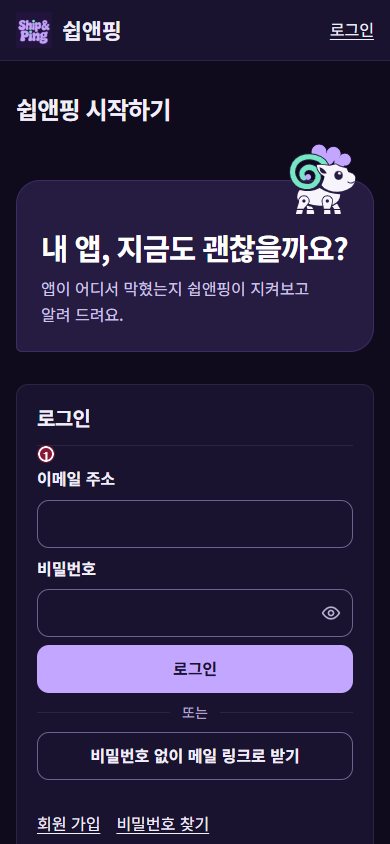 Ship&
Ping
쉽앤핑
로그인
쉽앤핑 시작하기
내 앱, 지금도 괜찮을까요?
앱이 어디서 막혔는지 쉽앤핑이 지켜보고
알려 드려요.
로그인
1
이메일 주소
비밀번호
로그인
또는
비밀번호 없이 메일 링크로 받기
회원 가입 비밀번호 찾기